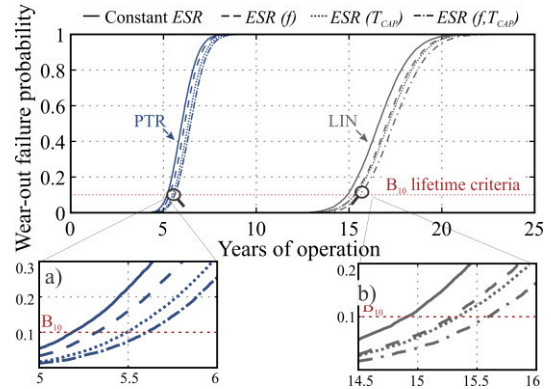 Constant ESR ESR (f) ESR (T_CAP) ESR (f,T_CAP)
Wear-out failure probability
1
0.8
0.6
0.4
0.2
0
PTR
LIN
B₁₀ lifetime criteria
0 5 10 15 20 25
Years of operation
a)
0.3
0.2
B₁₀
0.1
5 5.5 6
b)
0.2
B₁₀
0.1
14.5 15 15.5 16